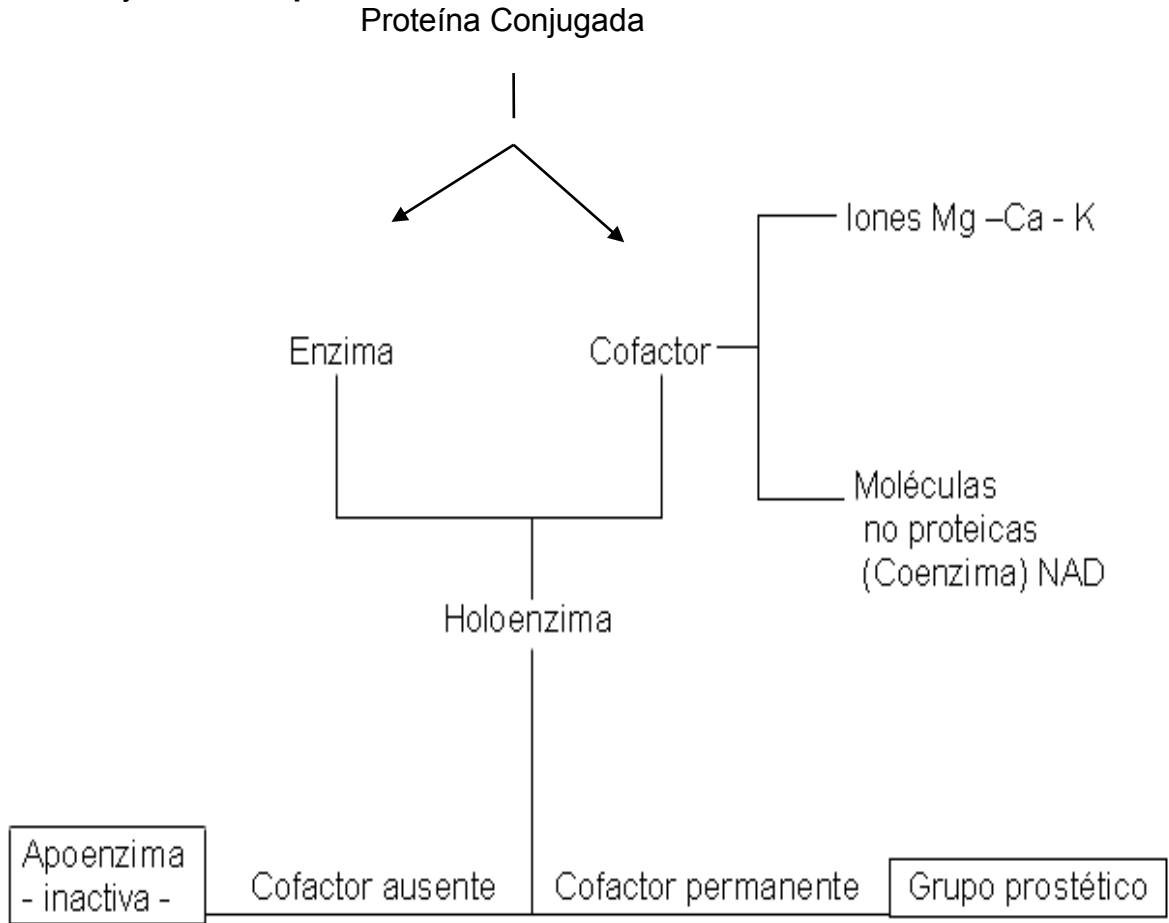 Proteína Conjugada
Iones Mg –Ca - K
Enzima
Cofactor
Moléculas
no proteicas
(Coenzima) NAD
Holoenzima
Apoenzima
- inactiva -
Cofactor ausente
Cofactor permanente
Grupo prostético